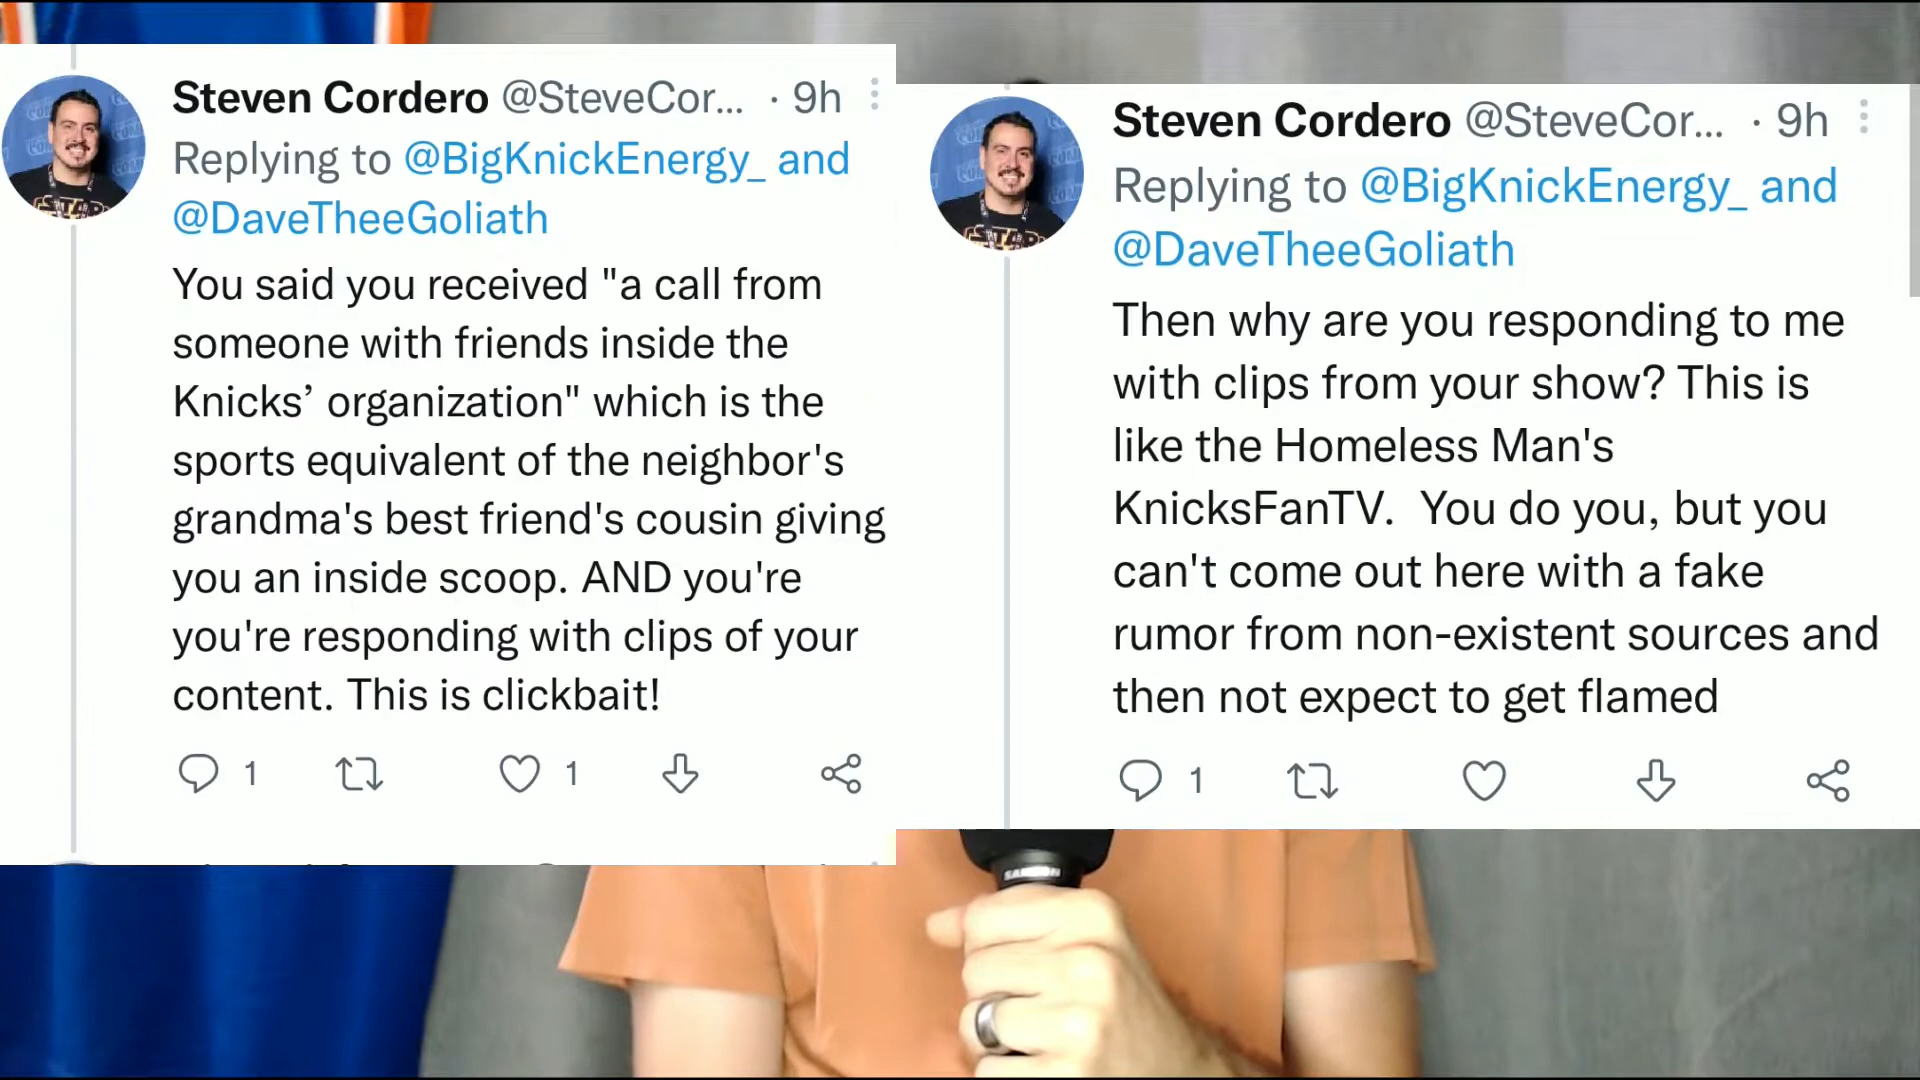 Steven Cordero @SteveCor... · 9h
Replying to @BigKnickEnergy_ and
@DaveTheeGoliath
You said you received "a call from
someone with friends inside the
Knicks’ organization" which is the
sports equivalent of the neighbor's
grandma's best friend's cousin giving
you an inside scoop. AND you're
you're responding with clips of your
content. This is clickbait!
1 1
Steven Cordero @SteveCor... · 9h
Replying to @BigKnickEnergy_ and
@DaveTheeGoliath
Then why are you responding to me
with clips from your show? This is
like the Homeless Man's
KnicksFanTV. You do you, but you
can't come out here with a fake
rumor from non-existent sources and
then not expect to get flamed
1
SAMSON